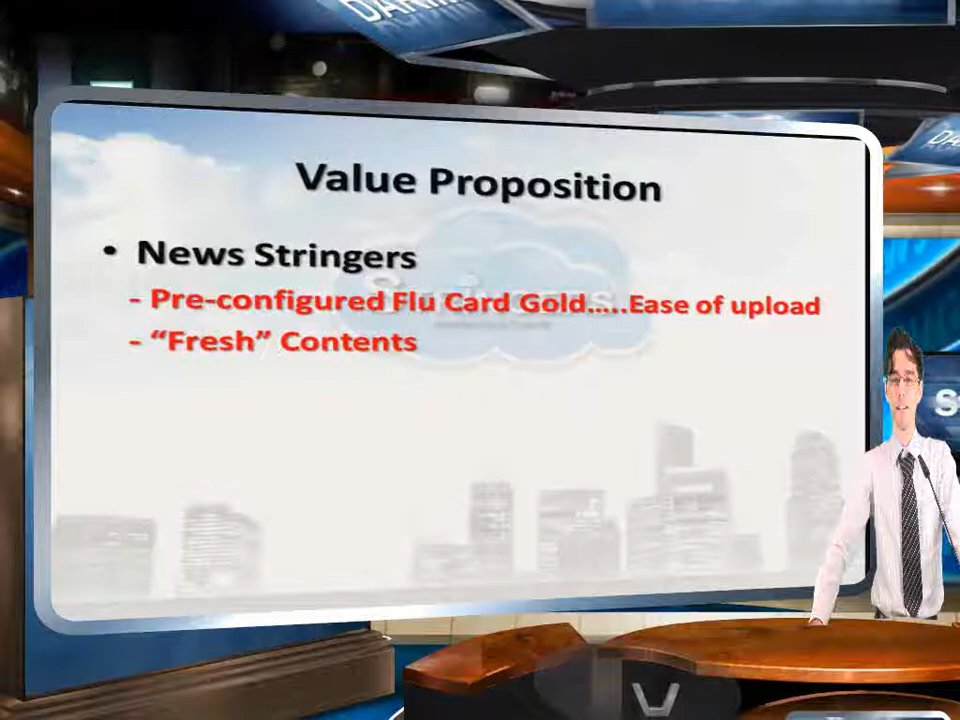 Value Proposition
• News Stringers
- Pre-configured Flu Card Gold.....Ease of upload
- “Fresh” Contents